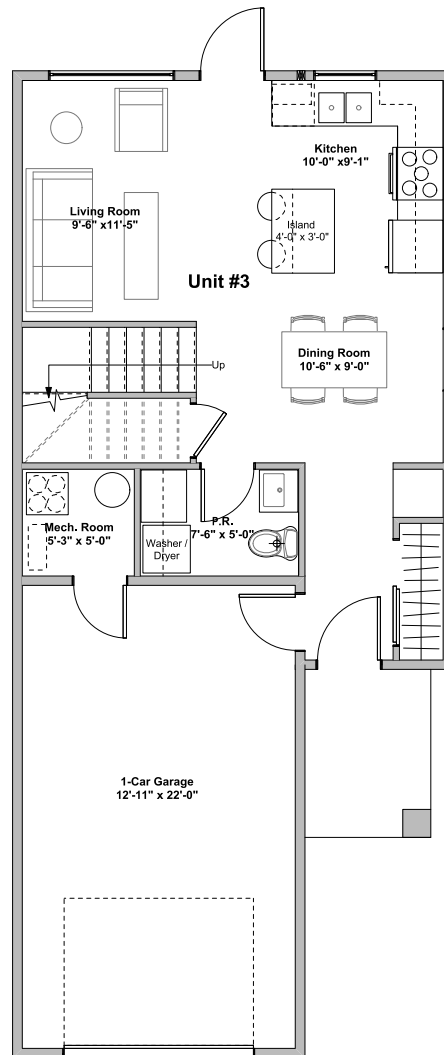 Kitchen
10'-0" x9'-1"
Living Room
9'-6" x11'-5"
Island
4'-0" x 3'-0"
Unit #3
Dining Room
10'-6" x 9'-0"
Up
P.R.
7'-6" x 5'-0"
Mech. Room
5'-3" x 5'-0"
Washer /
Dryer
1-Car Garage
12'-11" x 22'-0"